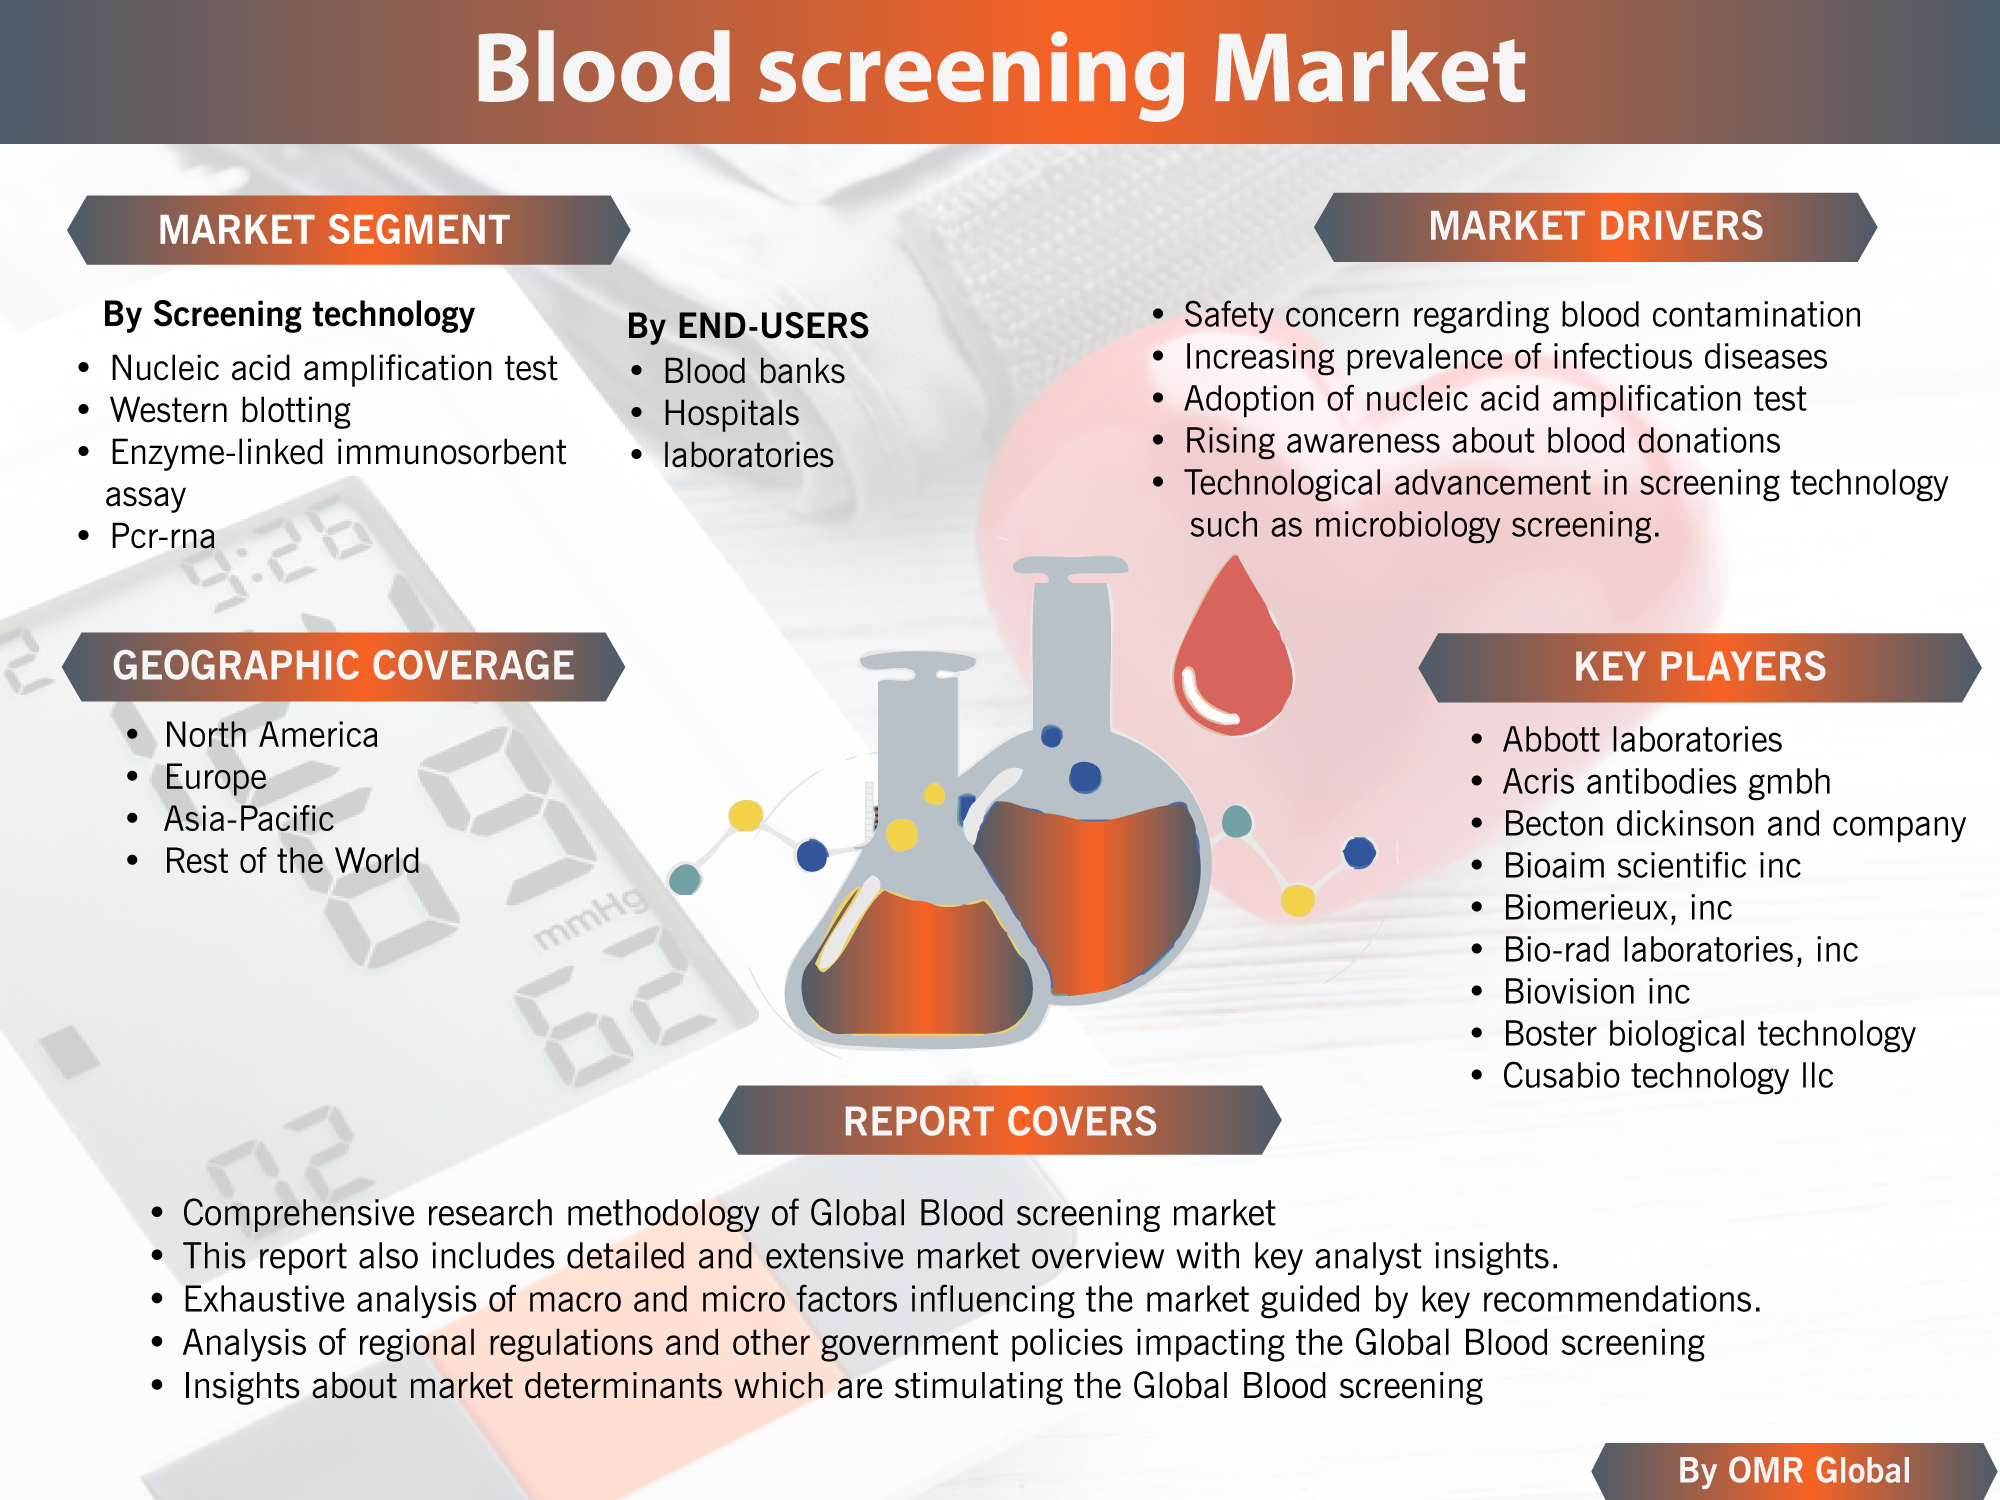 Blood screening Market
MARKET SEGMENT
By Screening technology
• Nucleic acid amplification test
• Western blotting
• Enzyme-linked immunosorbent
assay
• Pcr-rna
By END-USERS
• Blood banks
• Hospitals
• laboratories
MARKET DRIVERS
• Safety concern regarding blood contamination
• Increasing prevalence of infectious diseases
• Adoption of nucleic acid amplification test
• Rising awareness about blood donations
• Technological advancement in screening technology
such as microbiology screening.
GEOGRAPHIC COVERAGE
• North America
• Europe
• Asia-Pacific
• Rest of the World
KEY PLAYERS
• Abbott laboratories
• Acris antibodies gmbh
• Becton dickinson and company
• Bioaim scientific inc
• Biomerieux, inc
• Bio-rad laboratories, inc
• Biovision inc
• Boster biological technology
• Cusabio technology llc
9:26
mmHg
62
02
REPORT COVERS
• Comprehensive research methodology of Global Blood screening market
• This report also includes detailed and extensive market overview with key analyst insights.
• Exhaustive analysis of macro and micro factors influencing the market guided by key recommendations.
• Analysis of regional regulations and other government policies impacting the Global Blood screening
• Insights about market determinants which are stimulating the Global Blood screening
By OMR Global